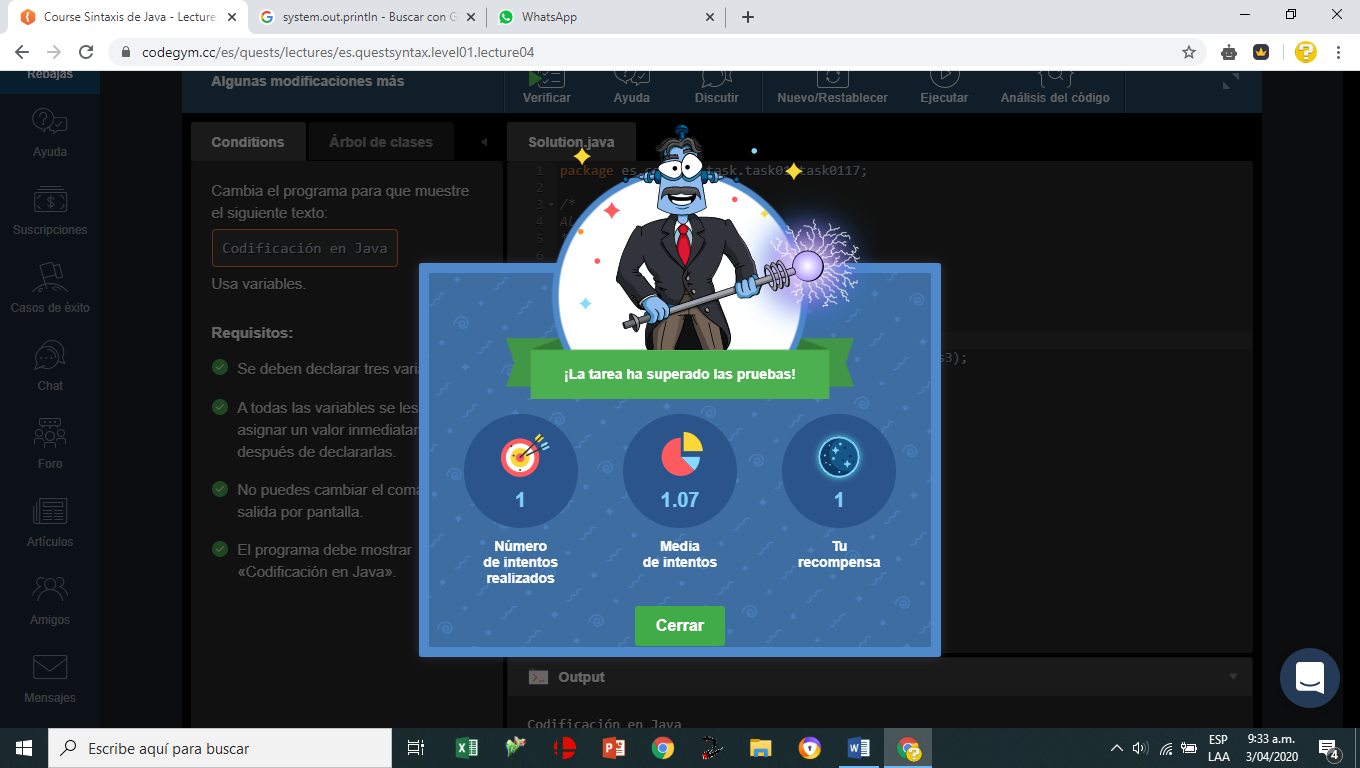 Course Sintaxis de Java - Lecture
system.out.println - Buscar con G
WhatsApp
codegym.cc/es/quests/lectures/es.questsyntax.level01.lecture04
Rebajas
Algunas modificaciones más
Verificar
Ayuda
Discutir
Nuevo/Restablecer
Ejecutar
Análisis del código
Ayuda
Suscripciones
Casos de éxito
Chat
Foro
Artículos
Amigos
Mensajes
Conditions
Árbol de clases
Cambia el programa para que muestre
el siguiente texto:
Codificación en Java
Usa variables.
Requisitos:
Se deben declarar tres
A todas las variables se les
asignar un valor
después de declararlas.
No puedes cambiar el
salida por pantalla.
El programa debe mostrar
«Codificación en Java».
Solution.java
1 package
task0117;
2
3 /*
4
5
6
s3);
¡La tarea ha superado las pruebas!
1
Número
de intentos
realizados
1.07
Media
de intentos
1
Tu
recompensa
Cerrar
Output
Codificación en Java
Escribe aquí para buscar
ESP
LAA
9:33 a.m.
3/04/2020
4